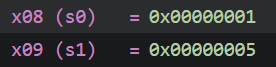 x08 (s0) = 0x00000001
x09 (s1) = 0x00000005